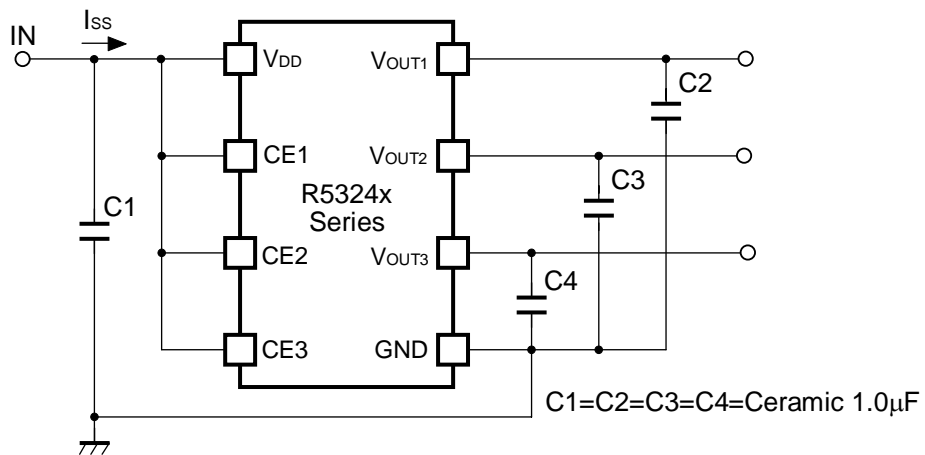 ISS
IN
VDD
VOUT1
C2
CE1
VOUT2
C3
R5324x
Series
C1
CE2
VOUT3
C4
CE3
GND
C1=C2=C3=C4=Ceramic 1.0μF